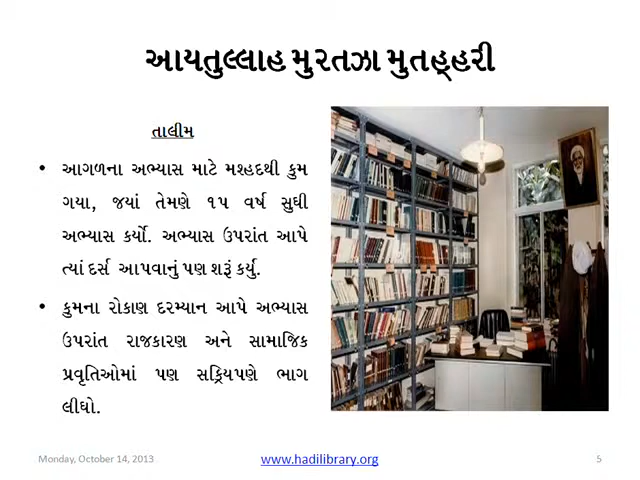 આયતુલ્લાહ મુરતઝા મુતહ્હરી
તાલીમ
• આગળના અભ્યાસ માટે મશ્હદથી કુમ
ગયા, જયાં તેમણે ૧૫ વર્ષ સુધી
અભ્યાસ કર્યો. અભ્યાસ ઉપરાંત આપે
ત્યાં દર્સ આપવાનું પણ શરૂં કર્યું.
• કુમના રોકાણ દરમ્યાન આપે અભ્યાસ
ઉપરાંત રાજકારણ અને સામાજિક
પ્રવૃતિઓમાં પણ સક્રિયપણે ભાગ
લીધો.
Monday, October 14, 2013
www.hadilibrary.org
5